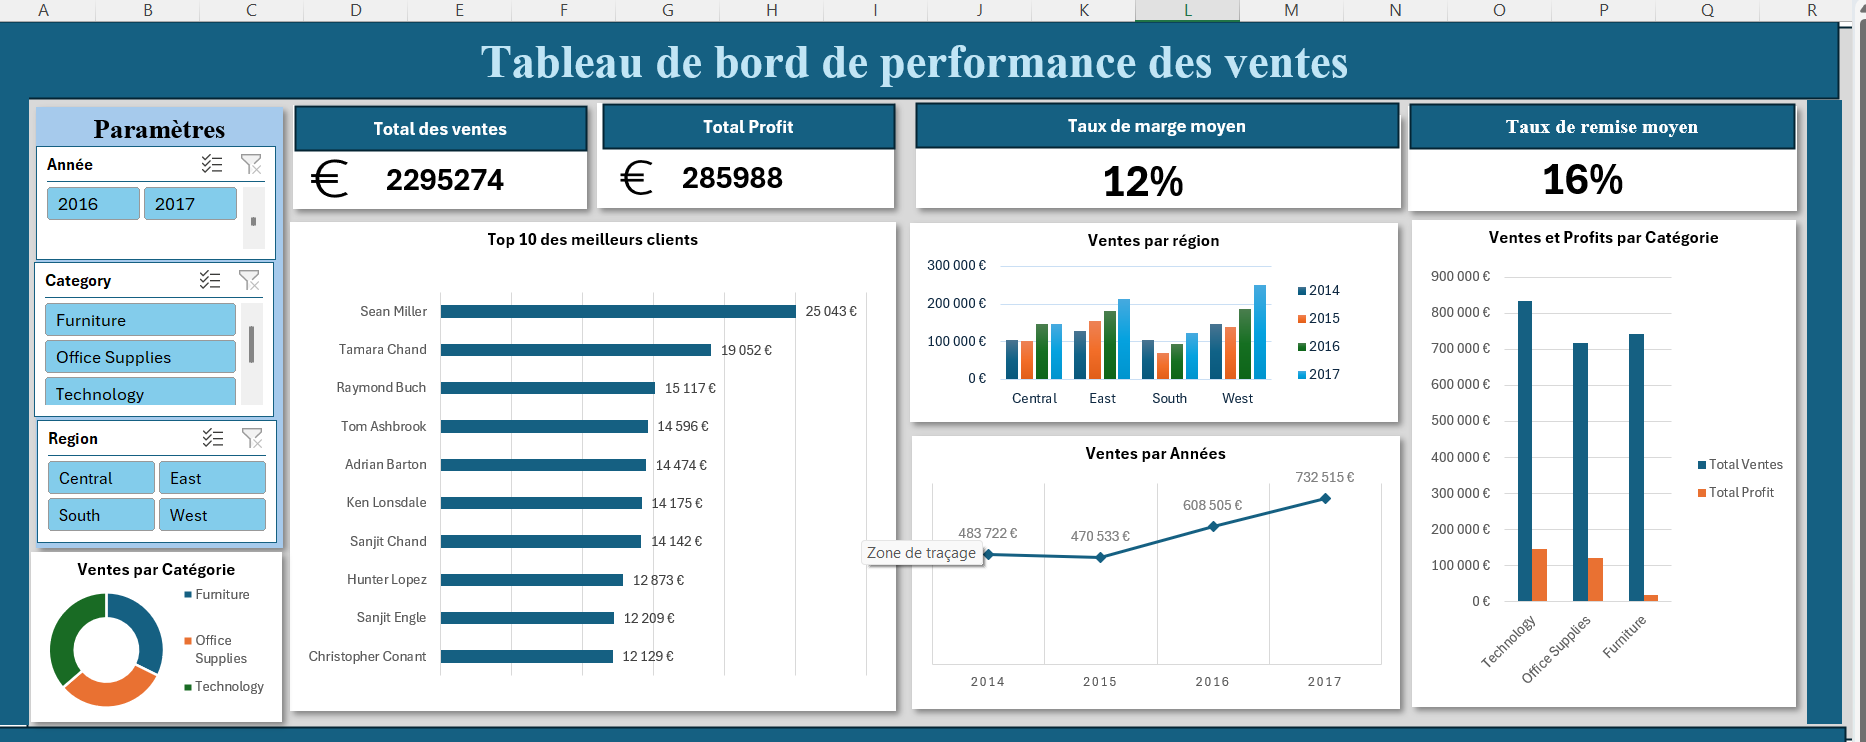 A B C D E F G H I J K L M N O P Q R
Tableau de bord de performance des ventes
Paramètres
Année
2016 2017
Category
Furniture
Office Supplies
Technology
Region
Central East
South West
Ventes par Catégorie
Furniture
Office
Supplies
Technology
Total des ventes
€ 2295274
Total Profit
€ 285988
Taux de marge moyen
12%
Taux de remise moyen
16%
Top 10 des meilleurs clients
Sean Miller 25 043 €
Tamara Chand 19 052 €
Raymond Buch 15 117 €
Tom Ashbrook 14 596 €
Adrian Barton 14 474 €
Ken Lonsdale 14 175 €
Sanjit Chand 14 142 €
Hunter Lopez 12 873 €
Sanjit Engle 12 209 €
Christopher Conant 12 129 €
Ventes par région
300 000 €
200 000 €
100 000 €
0 €
Central East South West
2014
2015
2016
2017
Ventes par Années
483 722 € 470 533 € 608 505 € 732 515 €
Zone de traçage
2014 2015 2016 2017
Ventes et Profits par Catégorie
900 000 €
800 000 €
700 000 €
600 000 €
500 000 €
400 000 €
300 000 €
200 000 €
100 000 €
0 €
Technology
Office Supplies
Furniture
Total Ventes
Total Profit